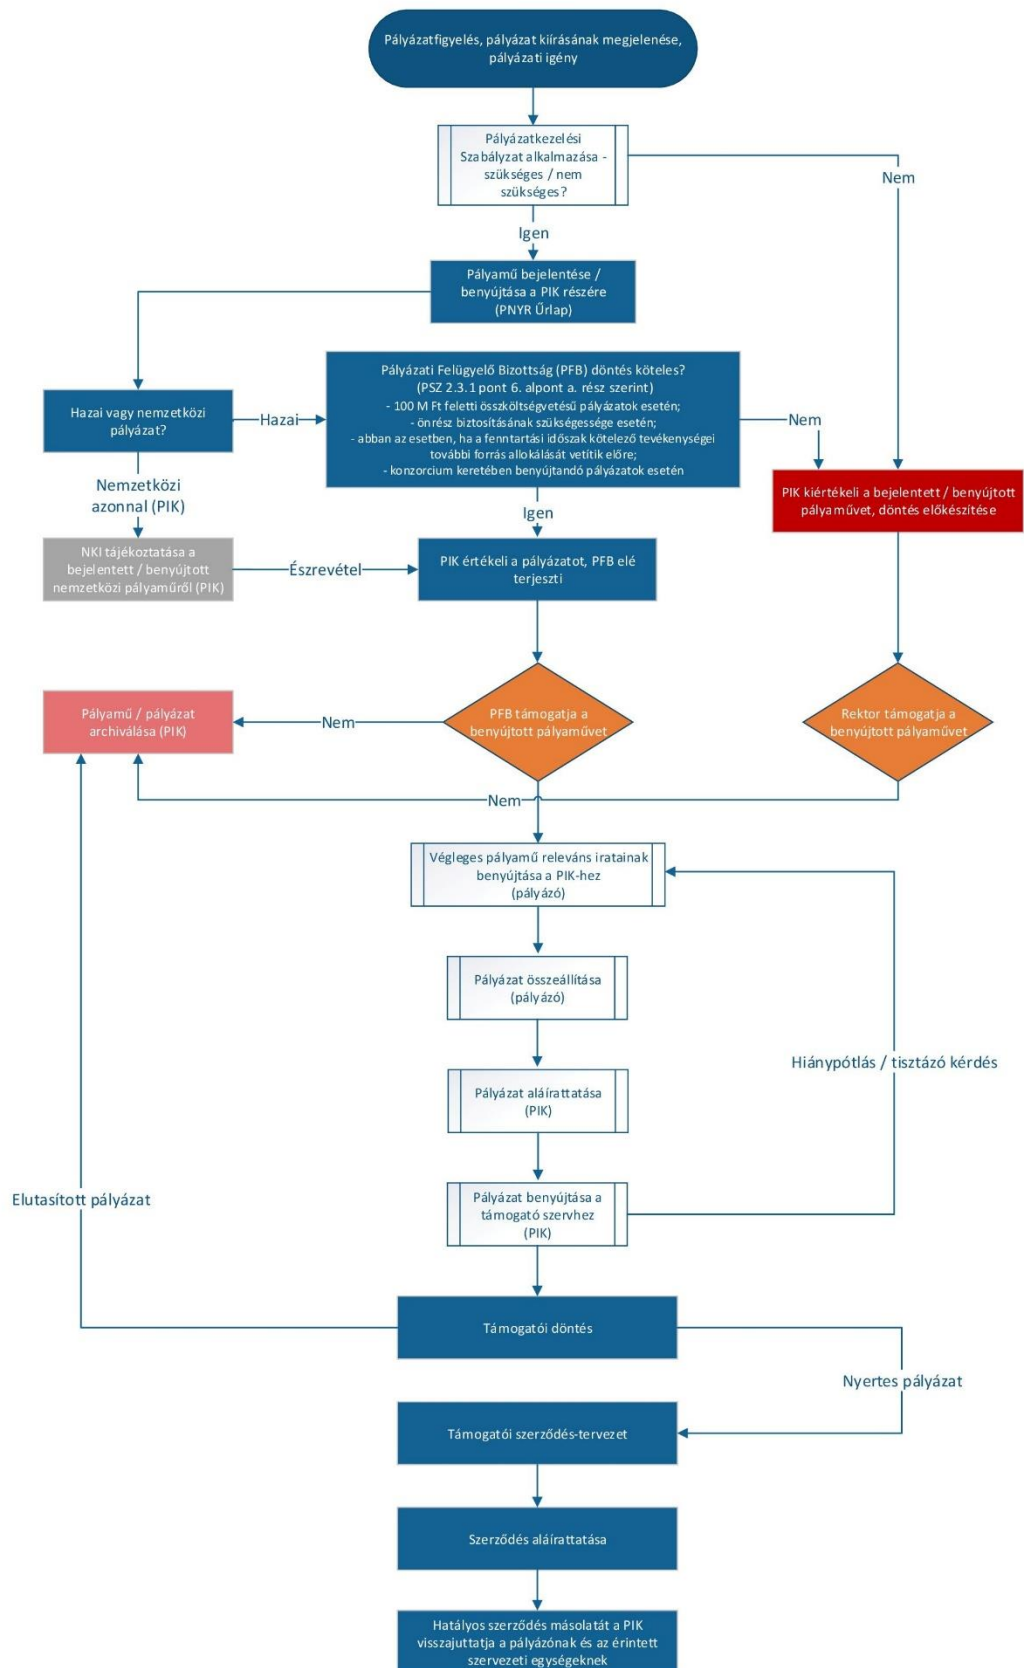 Pályázatfigyelés, pályázat kiírásának megjelenése,
pályázati igény
Pályázatkezelési
Szabályzat alkalmazása -
szükséges / nem
szükséges?
Nem
Igen
Pályamű bejelentése /
benyújtása a PIK részére
(PNYR Űrlap)
Hazai vagy nemzetközi
pályázat?
Hazai
Pályázati Felügyelő Bizottság (PFB) döntés köteles?
(PSZ 2.3.1 pont 6. alpont a. rész szerint)
- 100 M Ft feletti összköltségvetésű pályázatok esetén;
- önrész biztosításának szükségessége esetén;
- abban az esetben, ha a fenntartási időszak kötelező tevékenységei
további forrás allokálását vetítik előre;
- konzorcium keretében benyújtandó pályázatok esetén
Nem
Nemzetközi
azonnal (PIK)
Igen
PIK kiértékeli a bejelentett / benyújtott
pályaművet, döntés előkészítése
NKI tájékoztatása a
bejelentett / benyújtott
nemzetközi pályaműről (PIK)
Észrevétel
PIK értékeli a pályázatot, PFB elé
terjeszti
Pályamű / pályázat
archiválása (PIK)
Nem
PFB támogatja a
benyújtott pályaművet
Rektor támogatja a
benyújtott pályaművet
Nem
Végleges pályamű releváns iratainak
benyújtása a PIK-hez
(pályázó)
Pályázat összeállítása
(pályázó)
Hiánypótlás / tisztázó kérdés
Pályázat aláírattatása
(PIK)
Elutasított pályázat
Pályázat benyújtása a
támogató szervhez
(PIK)
Támogatói döntés
Nyertes pályázat
Támogatói szerződés-tervezet
Szerződés aláírattatása
Hatályos szerződés másolatát a PIK
visszajuttatja a pályázónak és az érintett
szervezeti egységeknek